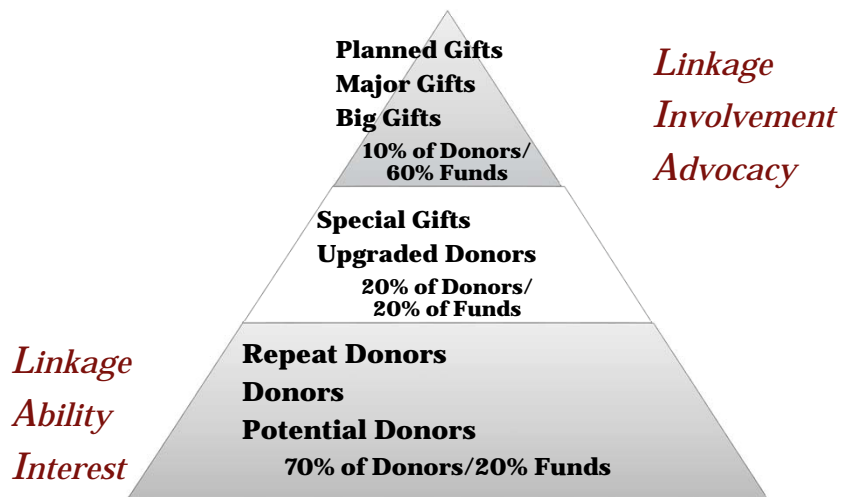 Planned Gifts
Major Gifts
Big Gifts
10% of Donors/
60% Funds
Linkage
Involvement
Advocacy
Special Gifts
Upgraded Donors
20% of Donors/
20% of Funds
Linkage
Ability
Interest
Repeat Donors
Donors
Potential Donors
70% of Donors/20% Funds